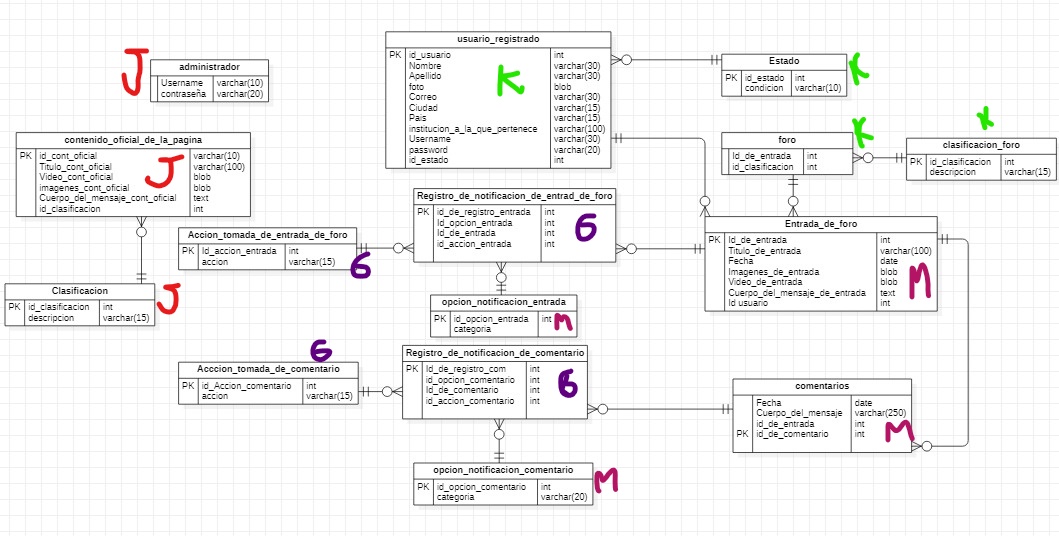 usuario_registrado
PK id_usuario int
Nombre varchar(30)
Apellido varchar(30)
foto blob
Correo varchar(30)
Ciudad varchar(15)
Pais varchar(15)
institucion_a_la_que_pertenece varchar(100)
Username varchar(30)
password varchar(20)
id_estado int
K
J
administrador
Username varchar(10)
contraseña varchar(20)
Estado
PK id_estado int
condicion varchar(10)
K
contenido_oficial_de_la_pagina
PK id_cont_oficial varchar(10)
Titulo_cont_oficial varchar(100)
Video_cont_oficial blob
imagenes_cont_oficial blob
Cuerpo_del_mensaje_cont_oficial text
id_clasificacion int
J
foro
Id_de_entrada int
id_clasificacion int
K
K
clasificacion_foro
PK id_clasificacion int
descripcion varchar(15)
Registro_de_notificacion_de_entrad_de_foro
PK id_de_registro_entrada int
Id_opcion_entrada int
Id_de_entrada int
id_accion_entrada int
G
Accion_tomada_de_entrada_de_foro
PK Id_accion_entrada int
accion varchar(15)
G
Entrada_de_foro
PK Id_de_entrada int
Titulo_de_entrada varchar(100)
Fecha date
Imagenes_de_entrada blob
Video_de_entrada blob
Cuerpo_del_mensaje_de_entrada text
Id usuario int
M
Clasificacion
PK id_clasificacion int
descripcion varchar(15)
J
opcion_notificacion_entrada
PK id_opcion_entrada int
categoria
M
G
Acccion_tomada_de_comentario
PK id_Accion_comentario int
accion varchar(15)
Registro_de_notificacion_de_comentario
PK Id_de_registro_com int
id_opcion_comentario int
Id_de_comentario int
id_accion_comentario int
G
comentarios
Fecha date
Cuerpo_del_mensaje varchar(250)
id_de_entrada int
PK id_de_comentario int
M
opcion_notificacion_comentario
PK id_opcion_comentario int
categoria varchar(20)
M